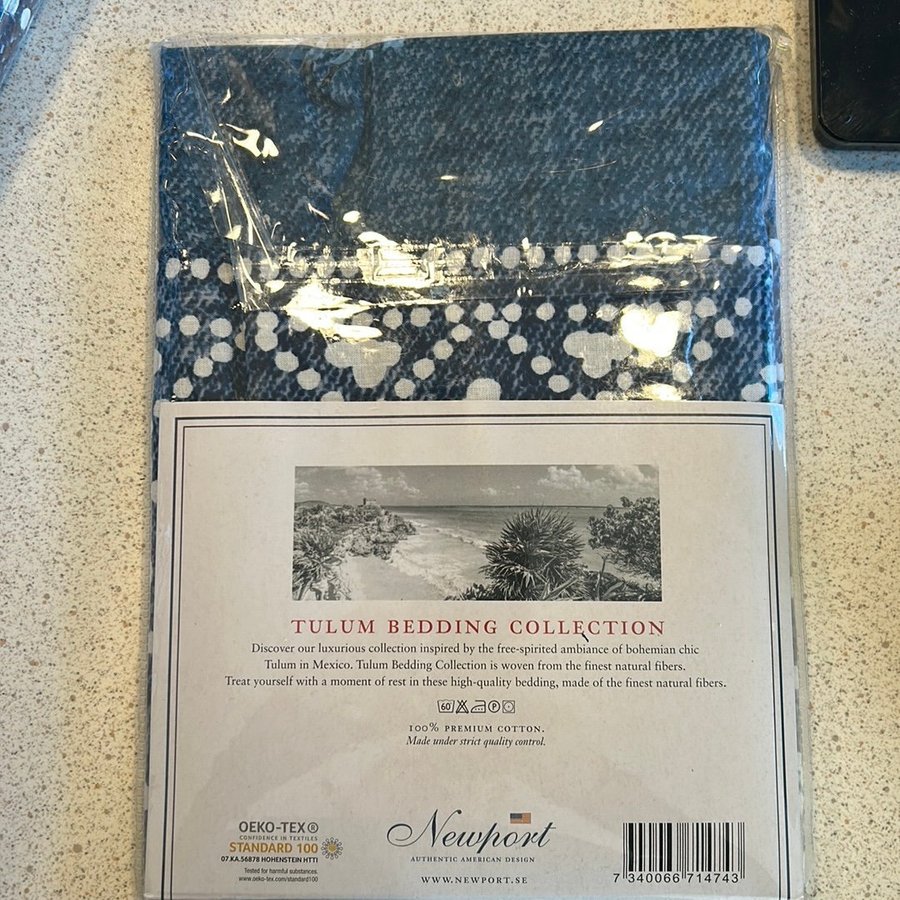 TULUM BEDDING COLLECTION
Discover our luxurious collection inspired by the free-spirited ambiance of bohemian chic
Tulum in Mexico. Tulum Bedding Collection is woven from the finest natural fibers.
Treat yourself with a moment of rest in these high-quality bedding, made of the finest natural fibers.
60°
P
100% PREMIUM COTTON.
Made under strict quality control.
OEKO-TEX®
CONFIDENCE IN TEXTILES
STANDARD 100
07.KA.56878 HOHENSTEIN HTTI
Tested for harmful substances.
www.oeko-tex.com/standard100
Newport
AUTHENTIC AMERICAN DESIGN
WWW.NEWPORT.SE
7 340066 714743